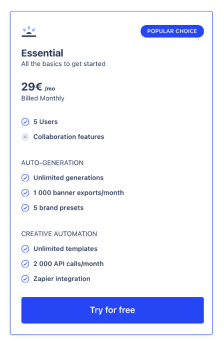 POPULAR CHOICE
Essential
All the basics to get started
29€ /mo
Billed Monthly
5 Users
Collaboration features
AUTO-GENERATION
Unlimited generations
1 000 banner exports/month
5 brand presets
CREATIVE AUTOMATION
Unlimited templates
2 000 API calls/month
Zapier integration
Try for free